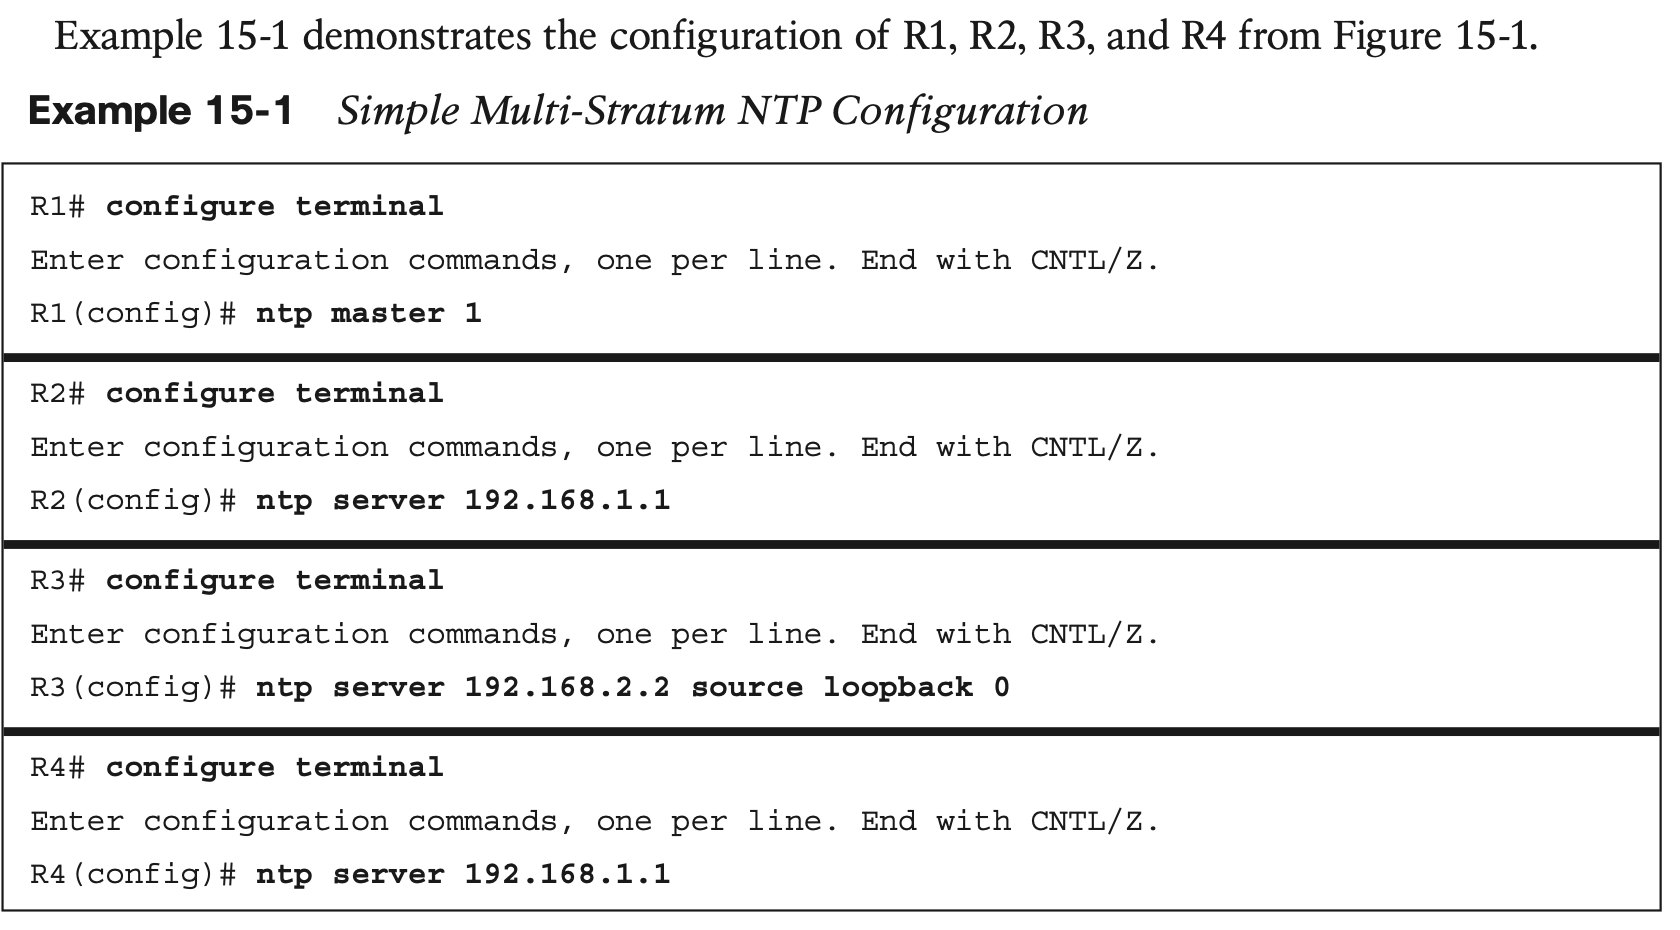 Example 15-1 demonstrates the configuration of R1, R2, R3, and R4 from Figure 15-1.
Example 15-1 Simple Multi-Stratum NTP Configuration
R1# configure terminal
Enter configuration commands, one per line. End with CNTL/Z.
R1(config)# ntp master 1
R2# configure terminal
Enter configuration commands, one per line. End with CNTL/Z.
R2(config)# ntp server 192.168.1.1
R3# configure terminal
Enter configuration commands, one per line. End with CNTL/Z.
R3(config)# ntp server 192.168.2.2 source loopback 0
R4# configure terminal
Enter configuration commands, one per line. End with CNTL/Z.
R4(config)# ntp server 192.168.1.1